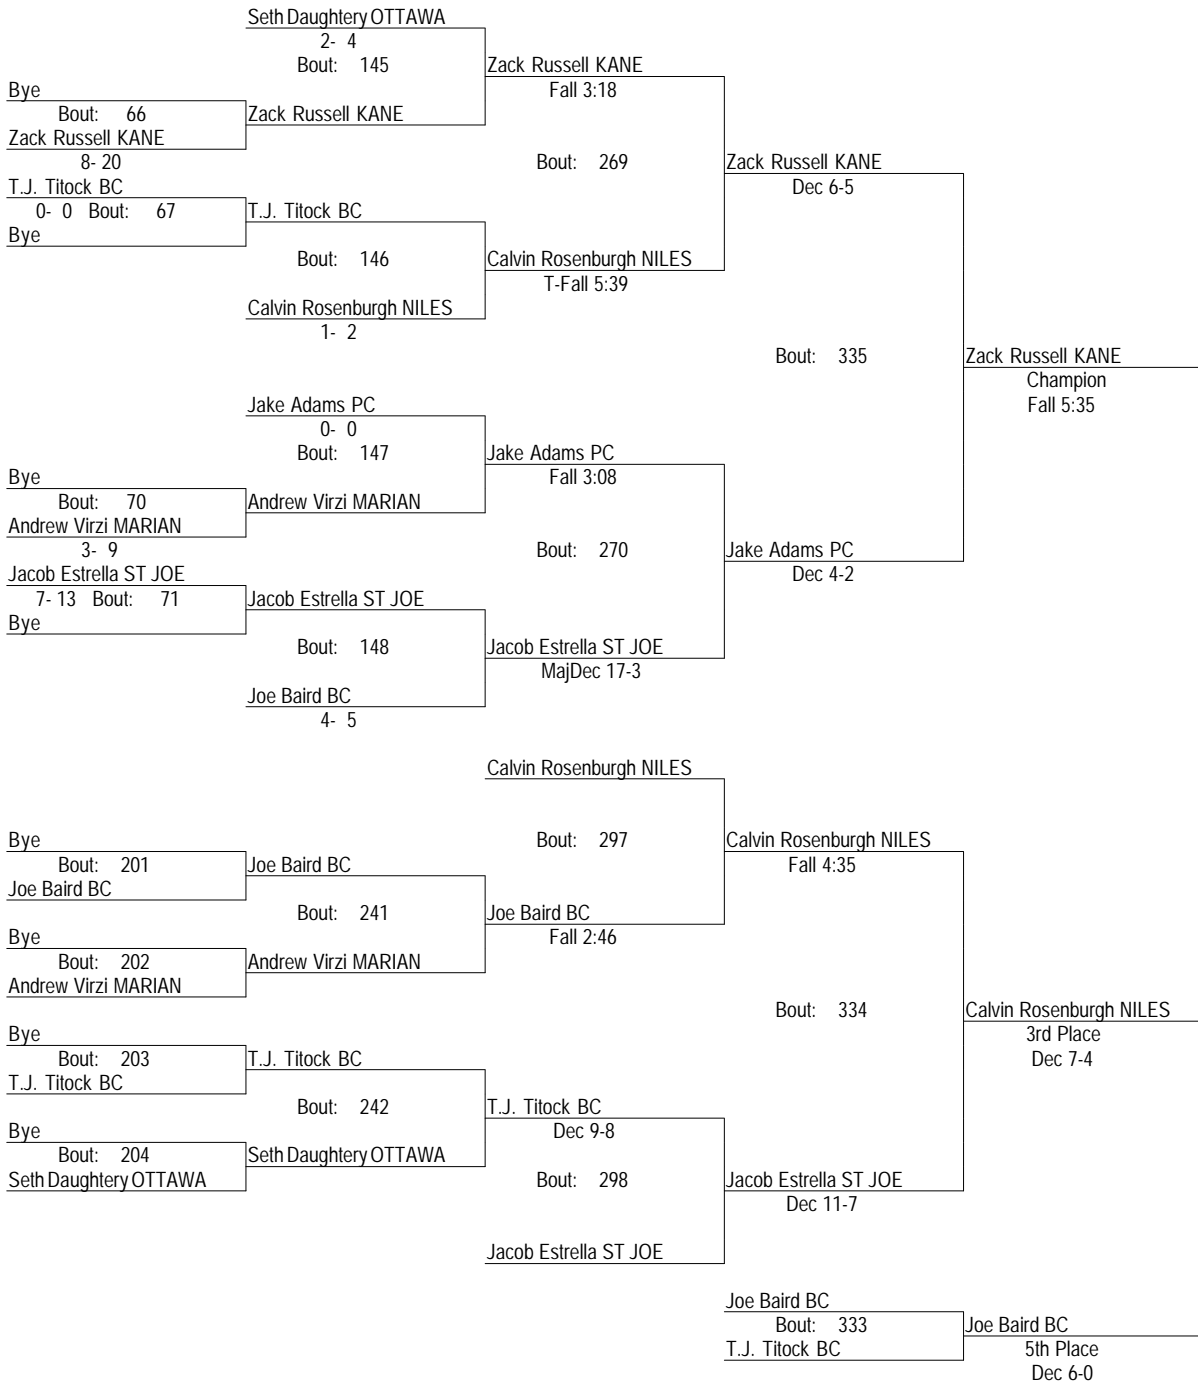 Seth Daughtery OTTAWA
2- 4
Bout: 145
Zack Russell KANE
Fall 3:18
Bye
Bout: 66
Zack Russell KANE
Zack Russell KANE
8- 20
Bout: 269
Zack Russell KANE
Dec 6-5
T.J. Titock BC
0- 0 Bout: 67
T.J. Titock BC
Bye
Bout: 146
Calvin Rosenburgh NILES
T-Fall 5:39
Calvin Rosenburgh NILES
1- 2
Bout: 335
Zack Russell KANE
Champion
Fall 5:35
Jake Adams PC
0- 0
Bout: 147
Jake Adams PC
Fall 3:08
Bye
Bout: 70
Andrew Virzi MARIAN
Andrew Virzi MARIAN
3- 9
Bout: 270
Jake Adams PC
Dec 4-2
Jacob Estrella ST JOE
7- 13 Bout: 71
Jacob Estrella ST JOE
Bye
Bout: 148
Jacob Estrella ST JOE
MajDec 17-3
Joe Baird BC
4- 5
Calvin Rosenburgh NILES
Bout: 297
Calvin Rosenburgh NILES
Fall 4:35
Bye
Bout: 201
Joe Baird BC
Joe Baird BC
Bout: 241
Joe Baird BC
Fall 2:46
Bye
Bout: 202
Andrew Virzi MARIAN
Andrew Virzi MARIAN
Bout: 334
Calvin Rosenburgh NILES
3rd Place
Dec 7-4
Bye
Bout: 203
T.J. Titock BC
T.J. Titock BC
Bout: 242
T.J. Titock BC
Dec 9-8
Bye
Bout: 204
Seth Daughtery OTTAWA
Seth Daughtery OTTAWA
Bout: 298
Jacob Estrella ST JOE
Dec 11-7
Jacob Estrella ST JOE
Joe Baird BC
Bout: 333
Joe Baird BC
T.J. Titock BC
5th Place
Dec 6-0